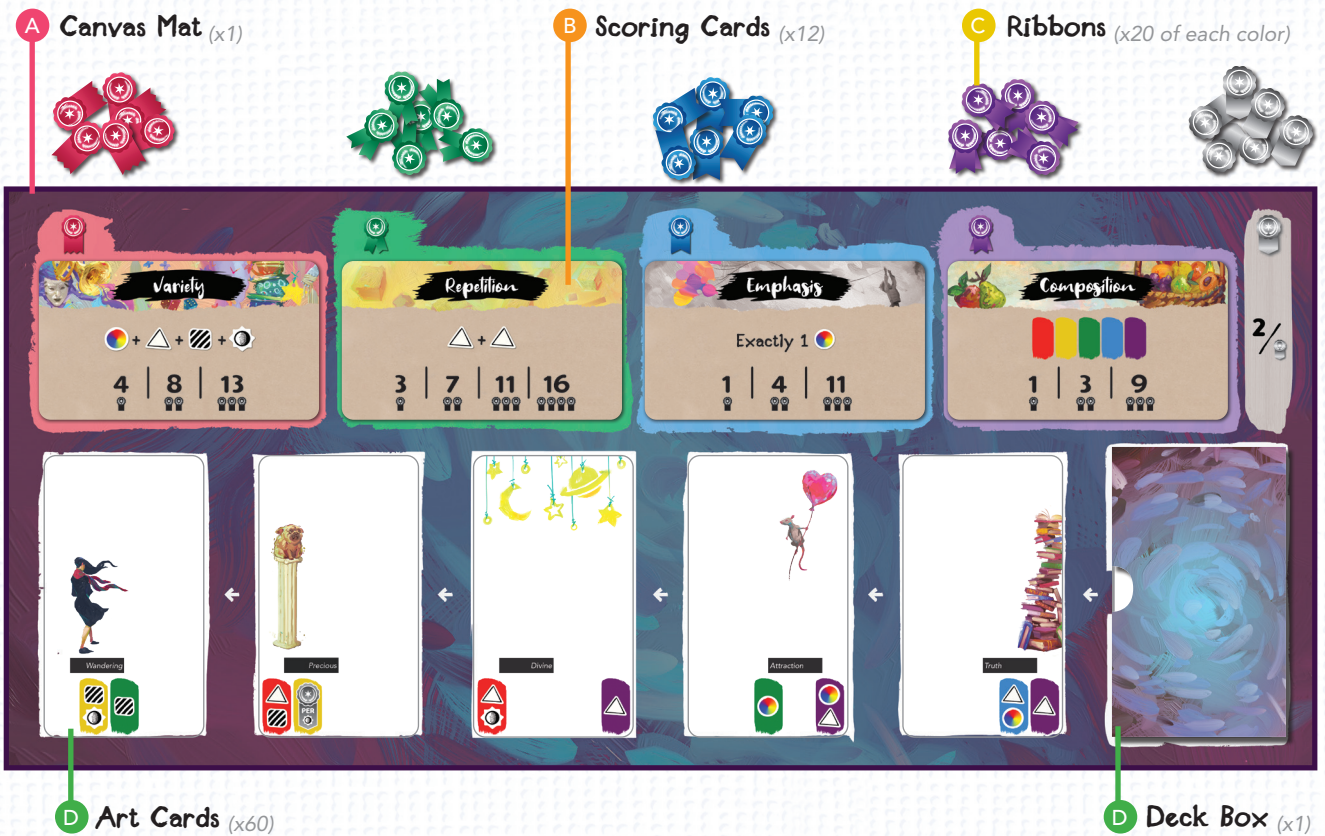 A Canvas Mat (x1)
B Scoring Cards (x12)
C Ribbons (x20 of each color)
Variety
+ + +
4 | 8 | 13
Repetition
+
3 | 7 | 11 | 16
Emphasis
Exactly 1
1 | 4 | 11
Composition
1 | 3 | 9
2/
Wandering
Precious
PER
Divine
Attraction
Truth
D Art Cards (x60)
D Deck Box (x1)